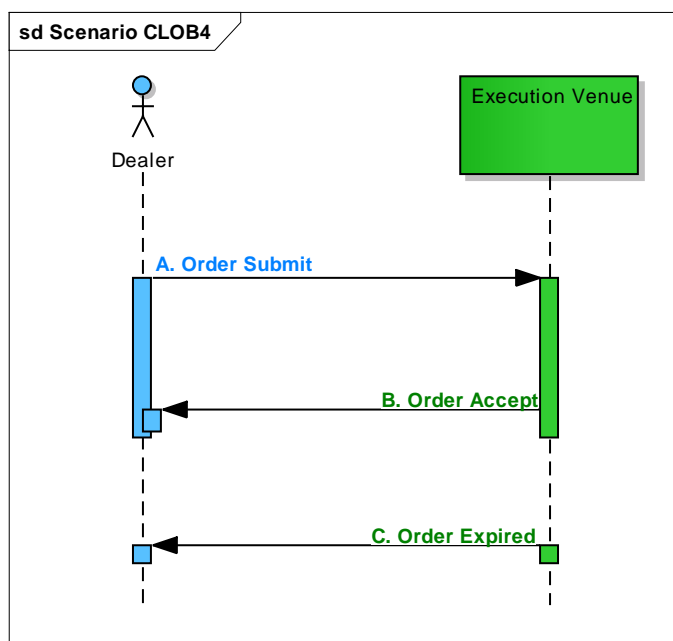 sd Scenario CLOB4
Execution Venue
Dealer
A. Order Submit
B. Order Accept
C. Order Expired